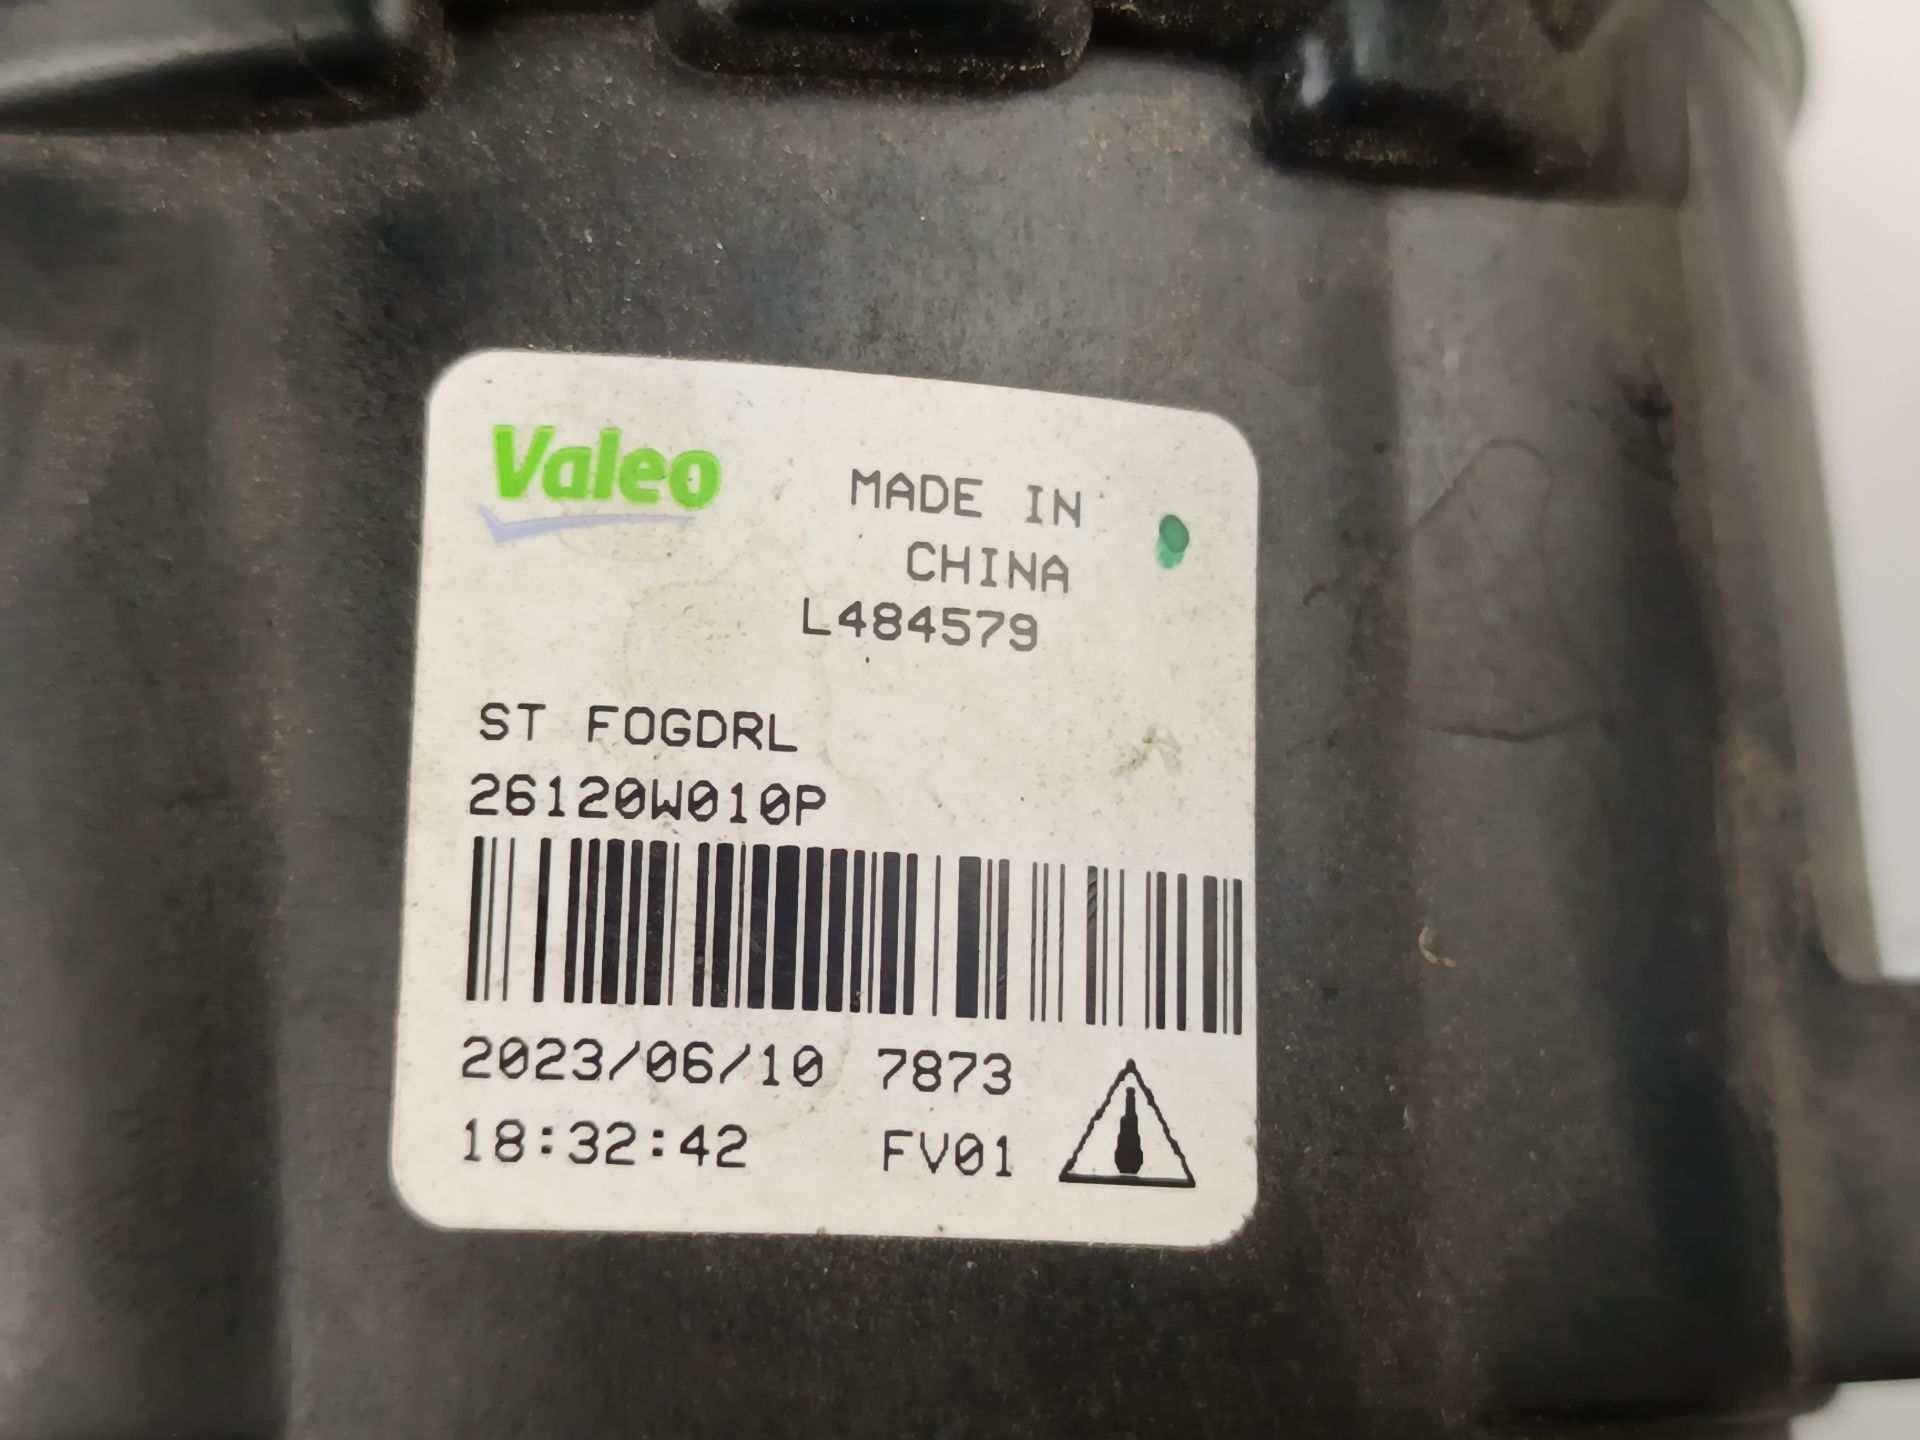 Valeo
MADE IN
CHINA
L484579
ST FOGDRL
26120W010P
2023/06/10 7873
18:32:42 FV01